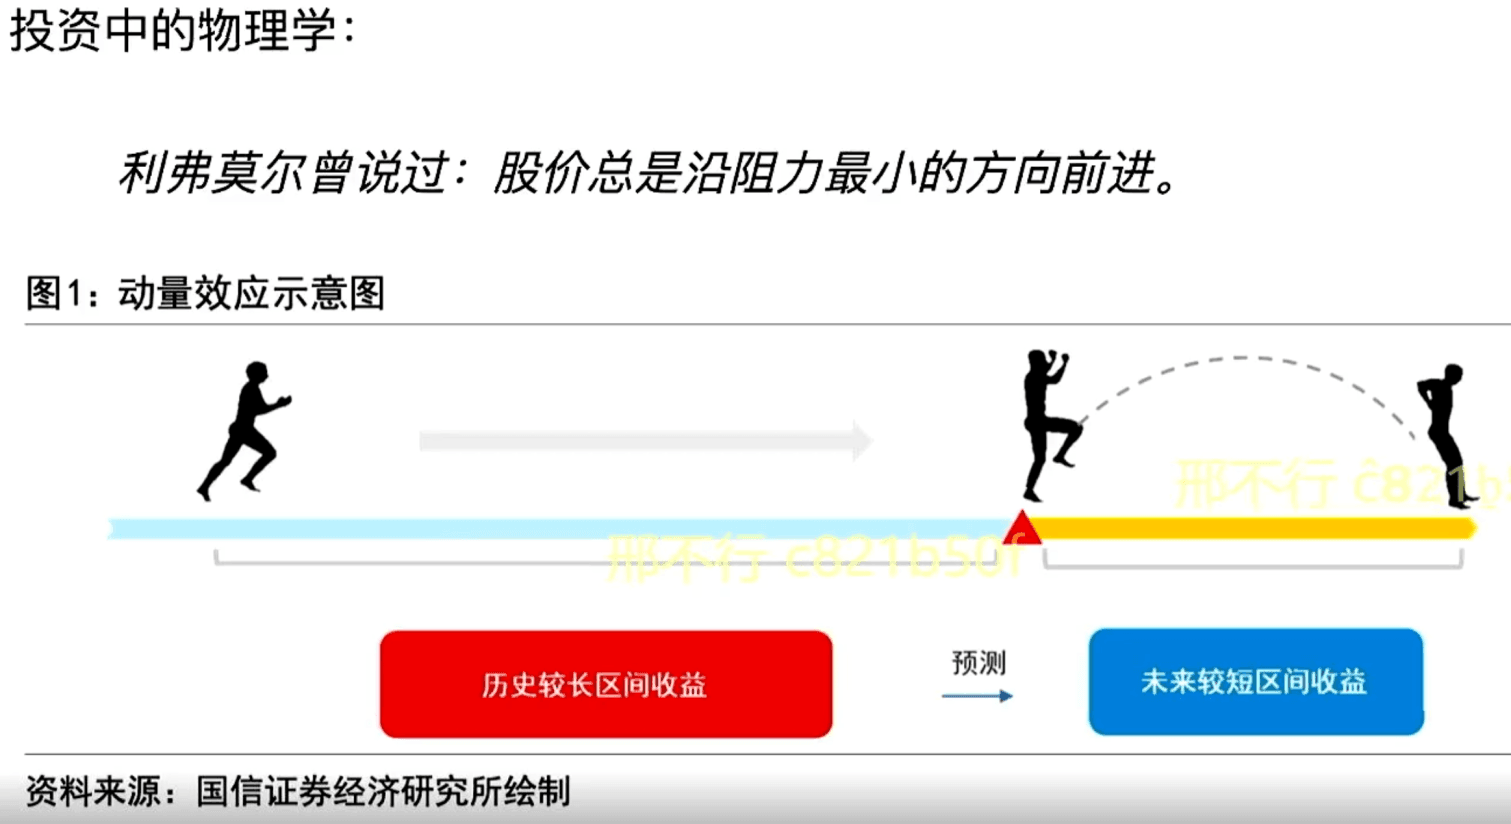 投资中的物理学：
利弗莫尔曾说过：股价总是沿阻力最小的方向前进。
图1：动量效应示意图
邢不行 c821b5
邢不行 c821b50f
历史较长区间收益
预测
未来较短区间收益
资料来源：国信证券经济研究所绘制